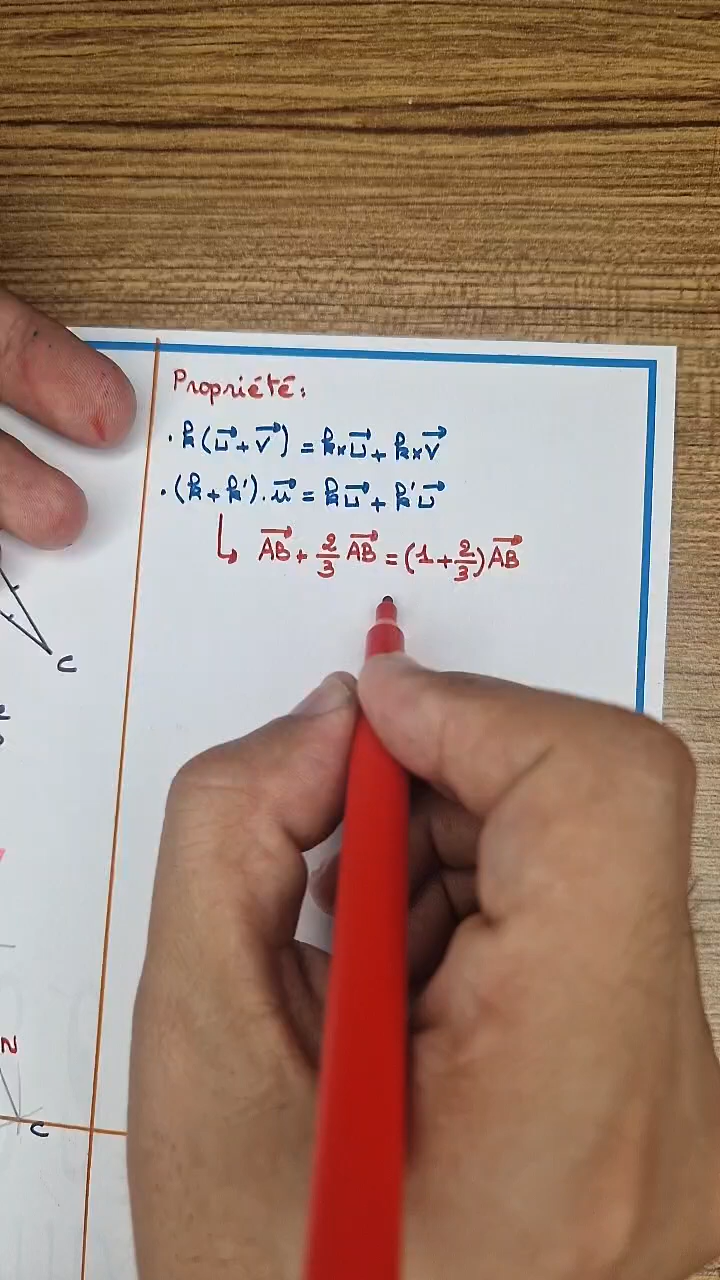 Propriété:
. k(u⃗ + v⃗) = k×u⃗ + k×v⃗
. (k + k').u⃗ = ku⃗ + k'u⃗
↳ AB⃗ + 2/3 AB⃗ = (1 + 2/3) AB⃗
C
N
C